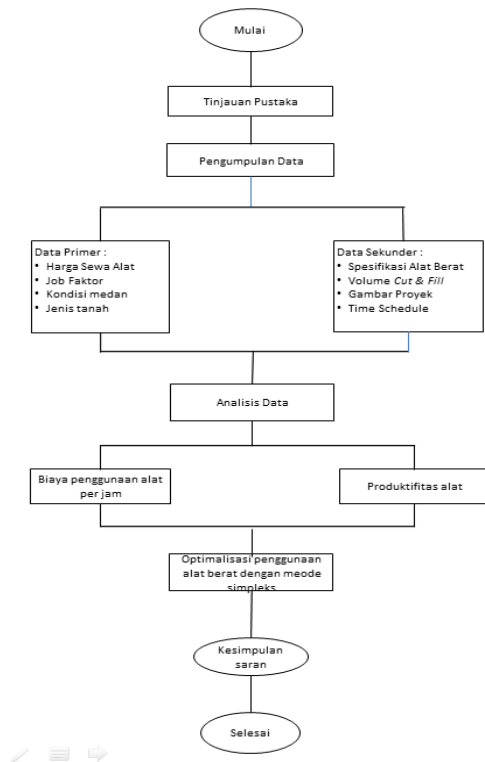 Mulai
Tinjauan Pustaka
Pengumpulan Data
Data Primer :
• Harga Sewa Alat
• Job Faktor
• Kondisi medan
• Jenis tanah
Data Sekunder :
• Spesifikasi Alat Berat
• Volume Cut & Fill
• Gambar Proyek
• Time Schedule
Analisis Data
Biaya penggunaan alat
per jam
Produktifitas alat
Optimalisasi penggunaan
alat berat dengan meode
simpleks
Kesimpulan
saran
Selesai